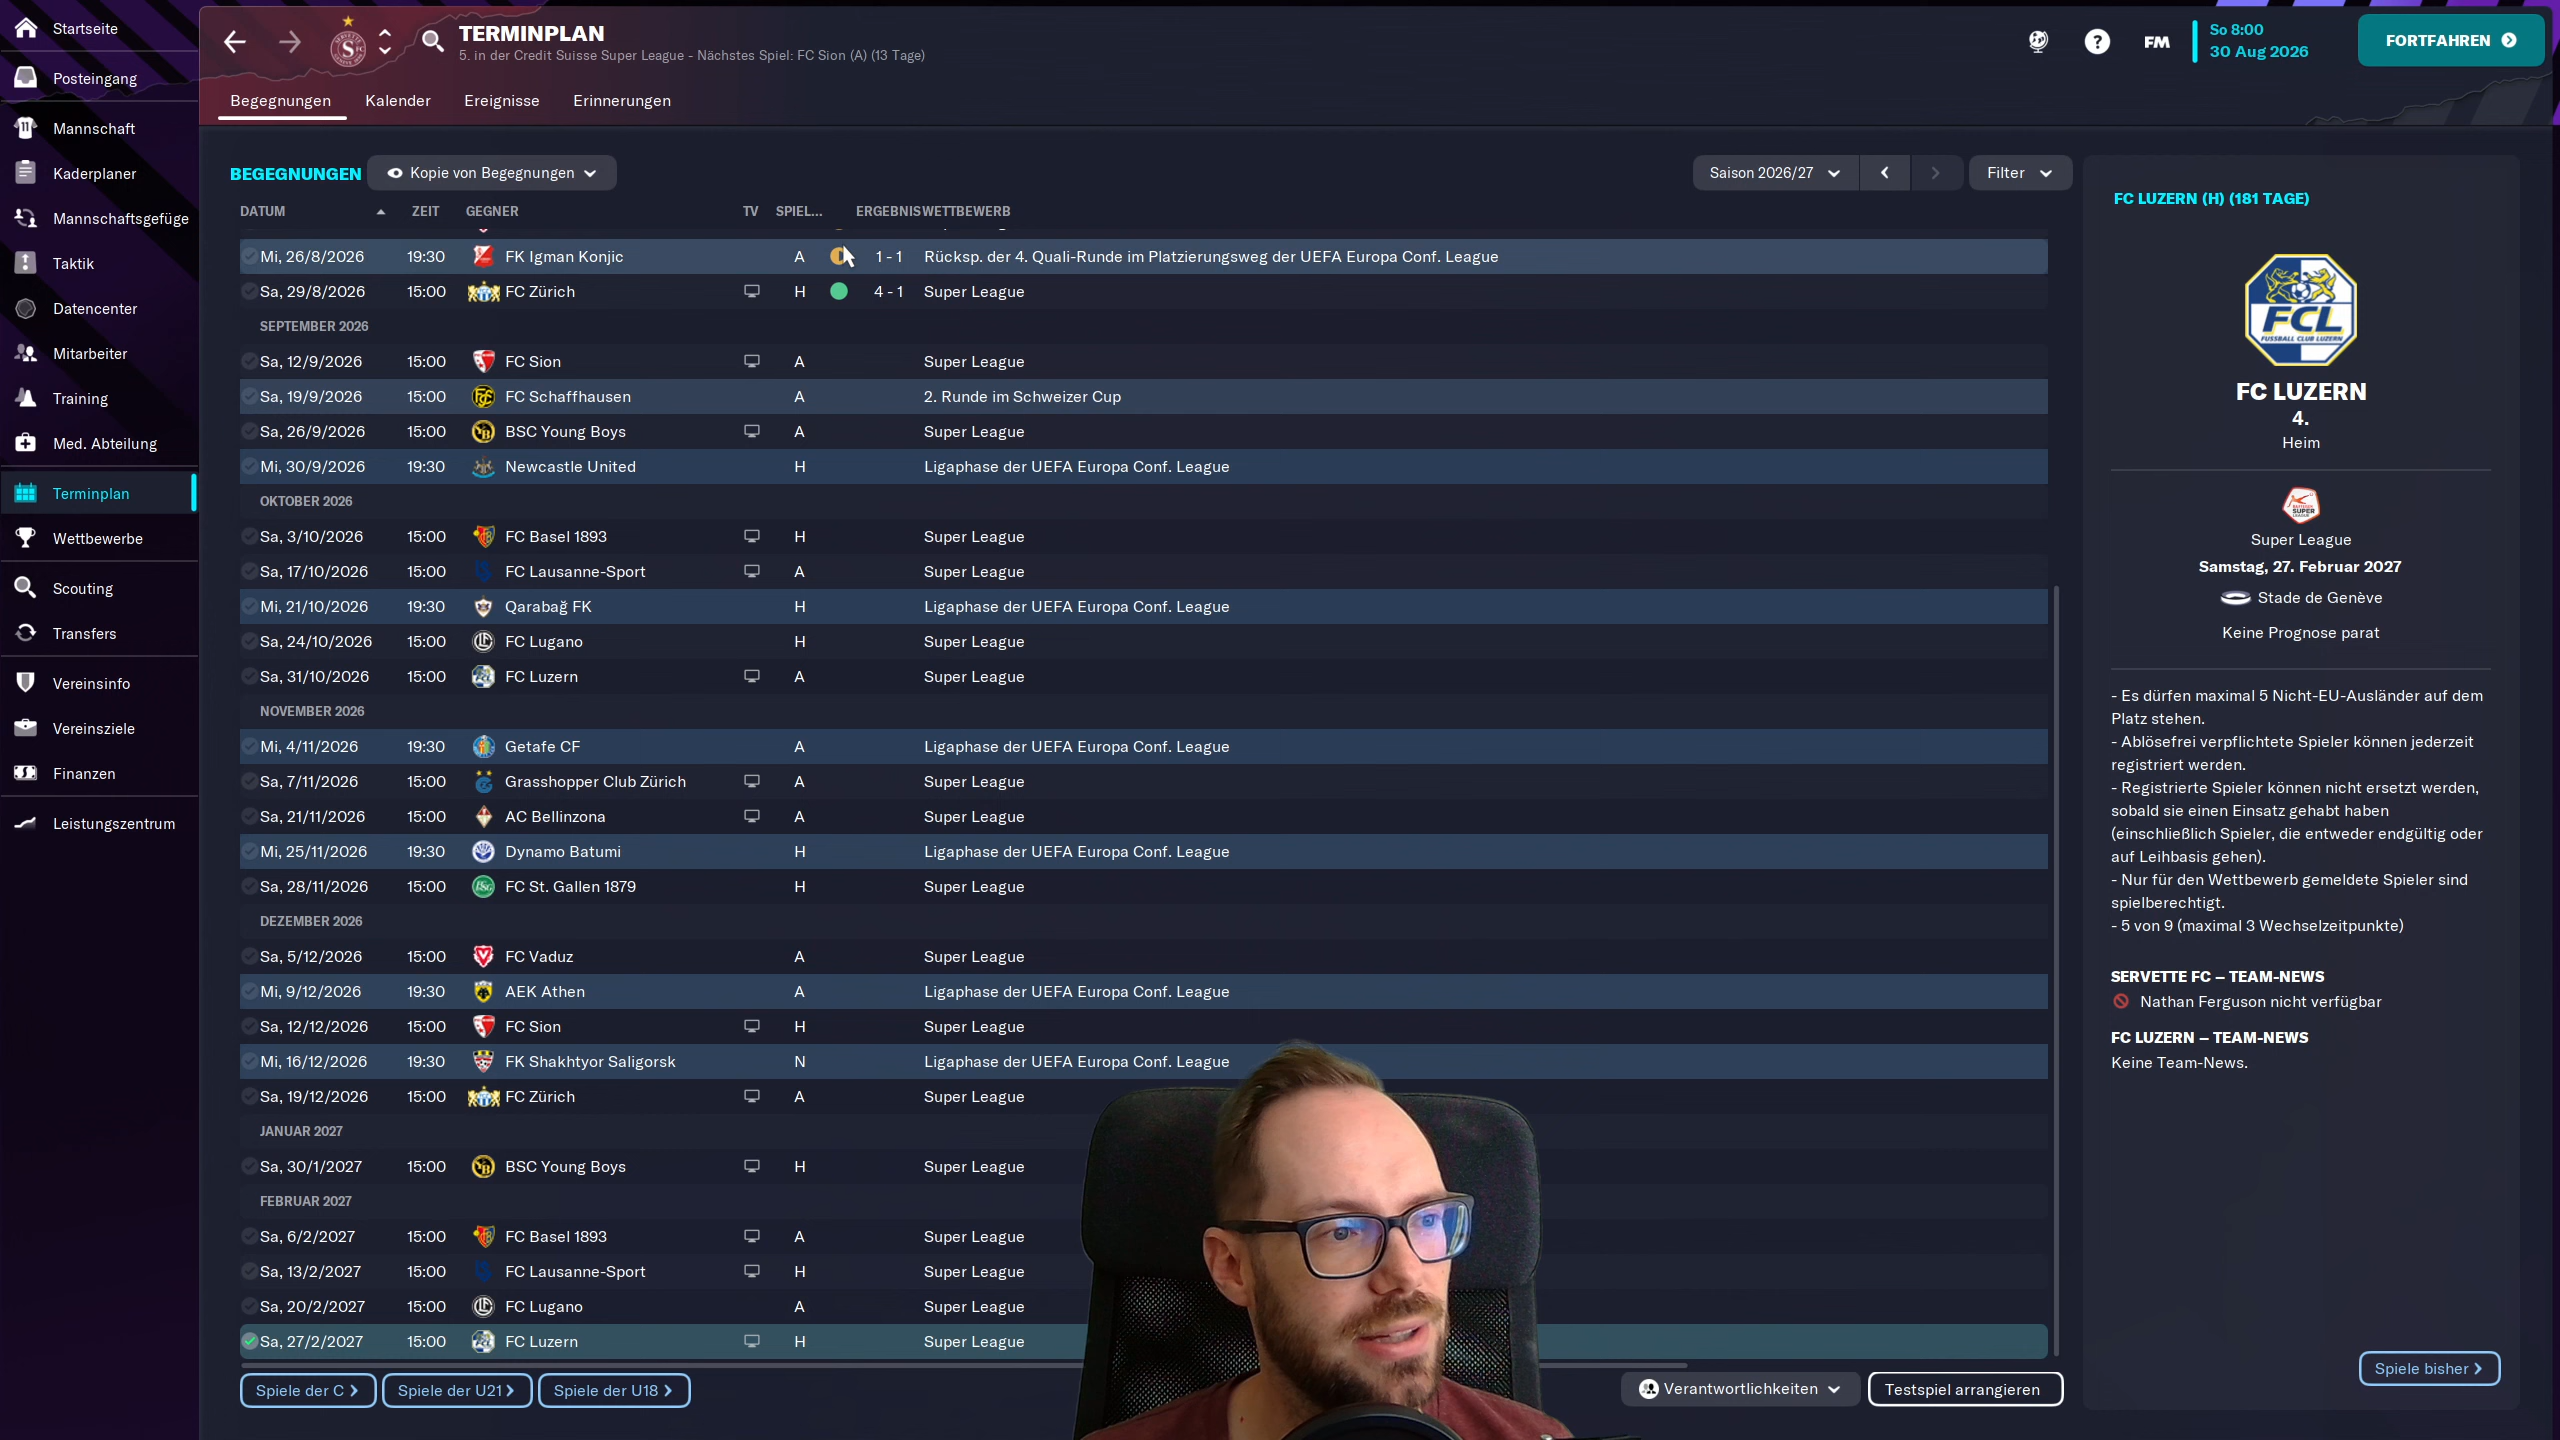 Startseite
Posteingang
Mannschaft
Kaderplaner
Mannschaftsgefüge
Taktik
Datencenter
Mitarbeiter
Training
Med. Abteilung
Terminplan
Wettbewerbe
Scouting
Transfers
Vereinsinfo
Vereinsziele
Finanzen
Leistungszentrum
TERMINPLAN
5. in der Credit Suisse Super League - Nächstes Spiel: FC Sion (A) (13 Tage)
FM
So 8:00
30 Aug 2026
FORTFAHREN
Begegnungen Kalender Ereignisse Erinnerungen
BEGEGNUNGEN Kopie von Begegnungen Saison 2026/27 Filter
DATUM ZEIT GEGNER TV SPIEL... ERGEBNIS WETTBEWERB
Mi, 26/8/2026 19:30 FK Igman Konjic A 1 - 1 Rücksp. der 4. Quali-Runde im Platzierungsweg der UEFA Europa Conf. League
Sa, 29/8/2026 15:00 FC Zürich H 4 - 1 Super League
SEPTEMBER 2026
Sa, 12/9/2026 15:00 FC Sion A Super League
Sa, 19/9/2026 15:00 FC Schaffhausen A 2. Runde im Schweizer Cup
Sa, 26/9/2026 15:00 BSC Young Boys A Super League
Mi, 30/9/2026 19:30 Newcastle United H Ligaphase der UEFA Europa Conf. League
OKTOBER 2026
Sa, 3/10/2026 15:00 FC Basel 1893 H Super League
Sa, 17/10/2026 15:00 FC Lausanne-Sport A Super League
Mi, 21/10/2026 19:30 Qarabağ FK H Ligaphase der UEFA Europa Conf. League
Sa, 24/10/2026 15:00 FC Lugano H Super League
Sa, 31/10/2026 15:00 FC Luzern A Super League
NOVEMBER 2026
Mi, 4/11/2026 19:30 Getafe CF A Ligaphase der UEFA Europa Conf. League
Sa, 7/11/2026 15:00 Grasshopper Club Zürich A Super League
Sa, 21/11/2026 15:00 AC Bellinzona A Super League
Mi, 25/11/2026 19:30 Dynamo Batumi H Ligaphase der UEFA Europa Conf. League
Sa, 28/11/2026 15:00 FC St. Gallen 1879 H Super League
DEZEMBER 2026
Sa, 5/12/2026 15:00 FC Vaduz A Super League
Mi, 9/12/2026 19:30 AEK Athen A Ligaphase der UEFA Europa Conf. League
Sa, 12/12/2026 15:00 FC Sion H Super League
Mi, 16/12/2026 19:30 FK Shakhtyor Saligorsk N Ligaphase der UEFA Europa Conf. League
Sa, 19/12/2026 15:00 FC Zürich A Super League
JANUAR 2027
Sa, 30/1/2027 15:00 BSC Young Boys H Super League
FEBRUAR 2027
Sa, 6/2/2027 15:00 FC Basel 1893 A Super League
Sa, 13/2/2027 15:00 FC Lausanne-Sport H Super League
Sa, 20/2/2027 15:00 FC Lugano A Super League
Sa, 27/2/2027 15:00 FC Luzern H Super League
Spiele der C Spiele der U21 Spiele der U18 Verantwortlichkeiten Testspiel arrangieren
FC LUZERN (H) (181 TAGE)
FCL
FUSSBALL CLUB LUZERN
FC LUZERN
4.
Heim
Super League
Samstag, 27. Februar 2027
Stade de Genève
Keine Prognose parat
- Es dürfen maximal 5 Nicht-EU-Ausländer auf dem
Platz stehen.
- Ablösefrei verpflichtete Spieler können jederzeit
registriert werden.
- Registrierte Spieler können nicht ersetzt werden,
sobald sie einen Einsatz gehabt haben
(einschließlich Spieler, die entweder endgültig oder
auf Leihbasis gehen).
- Nur für den Wettbewerb gemeldete Spieler sind
spielberechtigt.
- 5 von 9 (maximal 3 Wechselzeitpunkte)
SERVETTE FC – TEAM-NEWS
Nathan Ferguson nicht verfügbar
FC LUZERN – TEAM-NEWS
Keine Team-News.
Spiele bisher